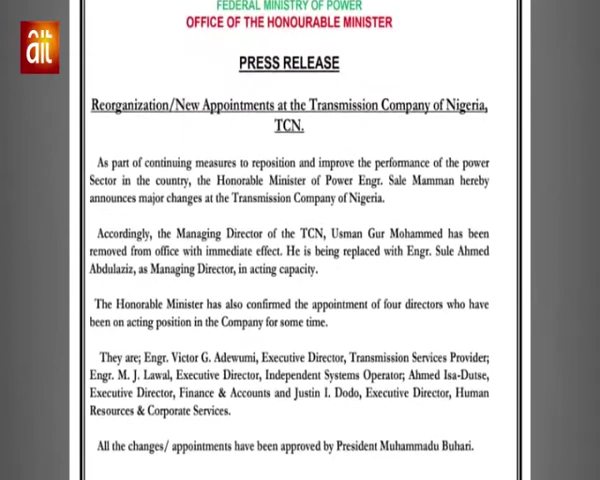 ait
FEDERAL MINISTRY OF POWER
OFFICE OF THE HONOURABLE MINISTER
PRESS RELEASE
Reorganization/New Appointments at the Transmission Company of Nigeria,
TCN.
As part of continuing measures to reposition and improve the performance of the power
Sector in the country, the Honorable Minister of Power Engr. Sale Mamman hereby
announces major changes at the Transmission Company of Nigeria.
Accordingly, the Managing Director of the TCN, Usman Gur Mohammed has been
removed from office with immediate effect. He is being replaced with Engr. Sule Ahmed
Abdulaziz, as Managing Director, in acting capacity.
The Honorable Minister has also confirmed the appointment of four directors who have
been on acting position in the Company for some time.
They are; Engr. Victor G. Adewumi, Executive Director, Transmission Services Provider;
Engr. M. J. Lawal, Executive Director, Independent Systems Operator; Ahmed Isa-Dutse,
Executive Director, Finance & Accounts and Justin I. Dodo, Executive Director, Human
Resources & Corporate Services.
All the changes/ appointments have been approved by President Muhammadu Buhari.